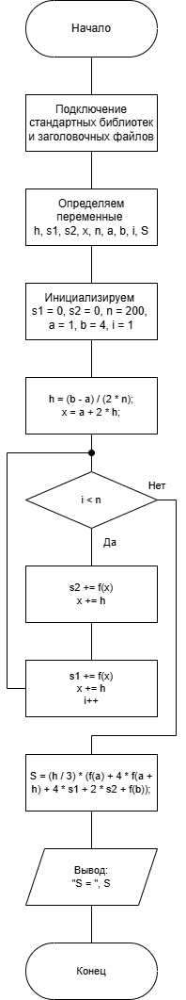 Начало
Подключение
стандартных библиотек
и заголовочных файлов
Определяем
переменные
h, s1, s2, x, n, a, b, i, S
Инициализируем
s1 = 0, s2 = 0, n = 200,
a = 1, b = 4, i = 1
h = (b - a) / (2 * n);
x = a + 2 * h;
i < n
Нет
Да
s2 += f(x)
x += h
s1 += f(x)
x += h
i++
S = (h / 3) * (f(a) + 4 * f(a +
h) + 4 * s1 + 2 * s2 + f(b));
Вывод:
"S = ", S
Конец